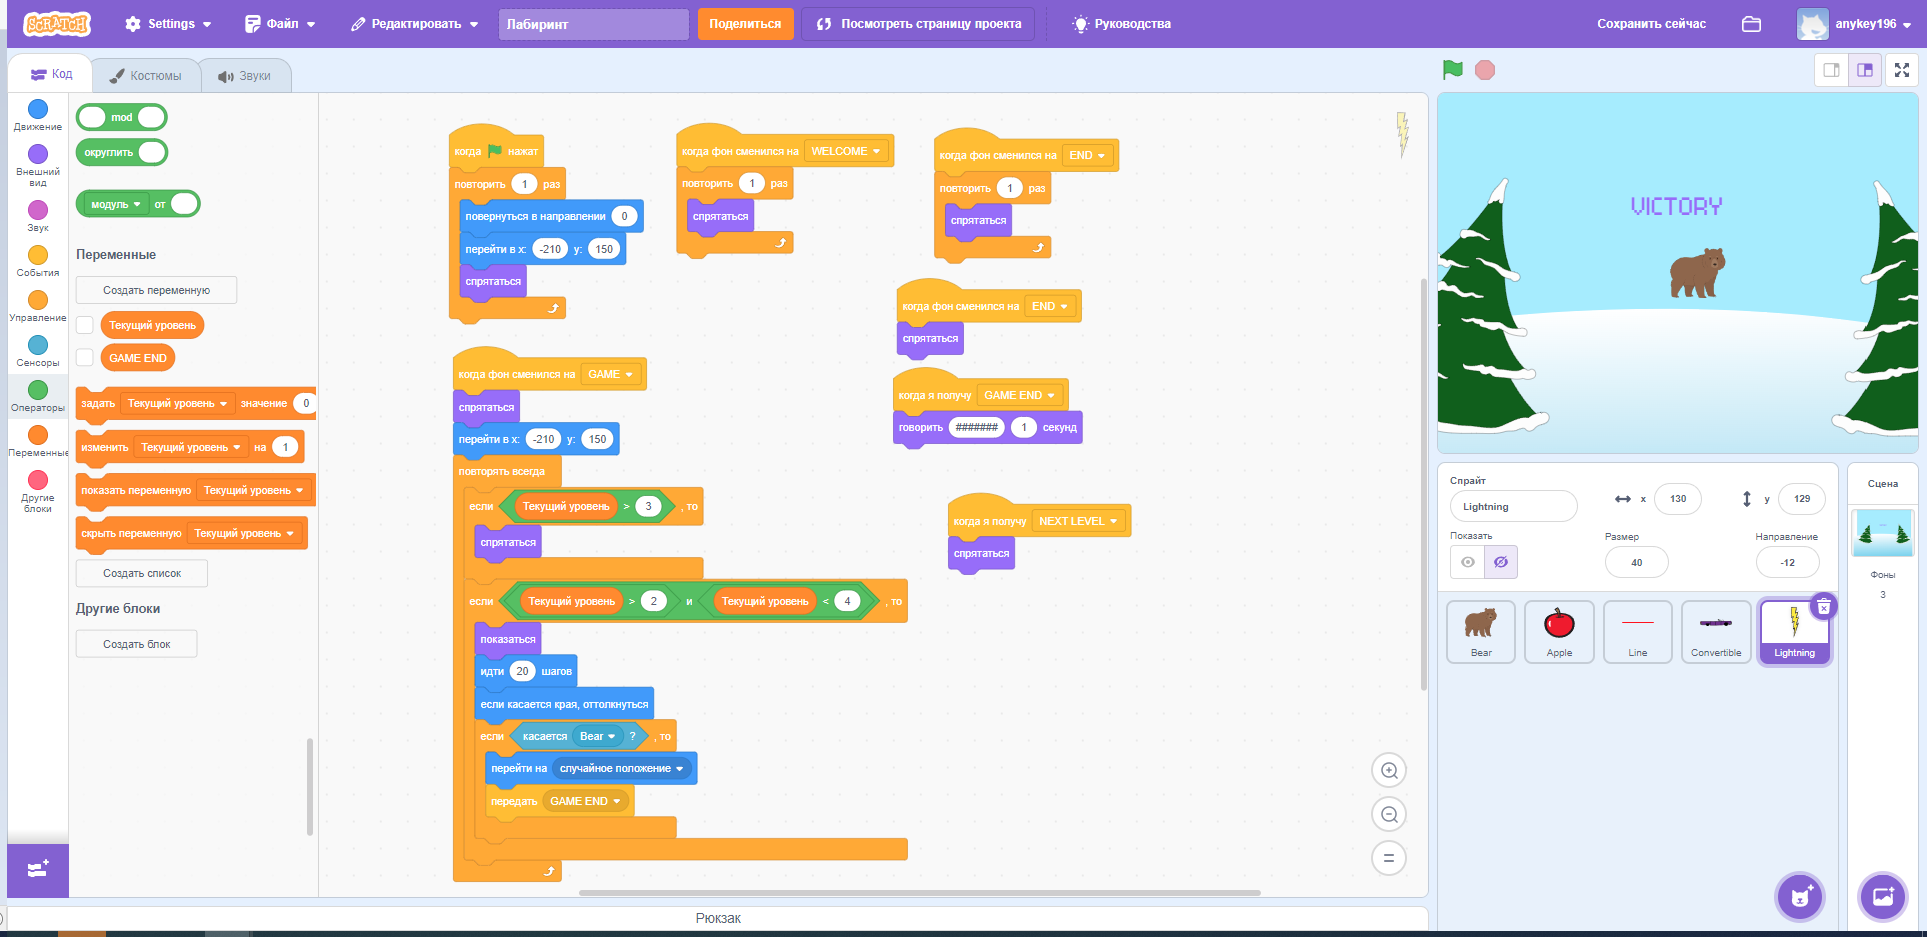 SCRATCH
Settings
Файл
Редактировать
Лабиринт
Поделиться
Посмотреть страницу проекта
Руководства
Сохранить сейчас
anykey196
Код
Костюмы
Звуки
Движение
Внешний вид
Звук
События
Управление
Сенсоры
Операторы
Переменные
Другие блоки
mod
округлить
модуль от
Переменные
Создать переменную
Текущий уровень
GAME END
задать Текущий уровень значение 0
изменить Текущий уровень на 1
показать переменную Текущий уровень
скрыть переменную Текущий уровень
Создать список
Другие блоки
Создать блок
когда нажат
повторить 1 раз
повернуться в направлении 0
перейти в x: -210 y: 150
спрятаться
когда фон сменился на WELCOME
повторить 1 раз
спрятаться
когда фон сменился на END
повторить 1 раз
спрятаться
когда фон сменился на END
спрятаться
когда я получу GAME END
говорить ####### 1 секунд
когда я получу NEXT LEVEL
спрятаться
когда фон сменился на GAME
спрятаться
перейти в x: -210 y: 150
повторять всегда
если Текущий уровень > 3 , то
спрятаться
если Текущий уровень > 2 и Текущий уровень < 4 , то
показаться
идти 20 шагов
если касается края, оттолкнуться
если касается Bear ? , то
перейти на случайное положение
передать GAME END
Рюкзак
VICTORY
Спрайт
Lightning
x 130
y 129
Показать
Размер
40
Направление
-12
Bear
Apple
Line
Convertible
Lightning
Сцена
Фоны
3